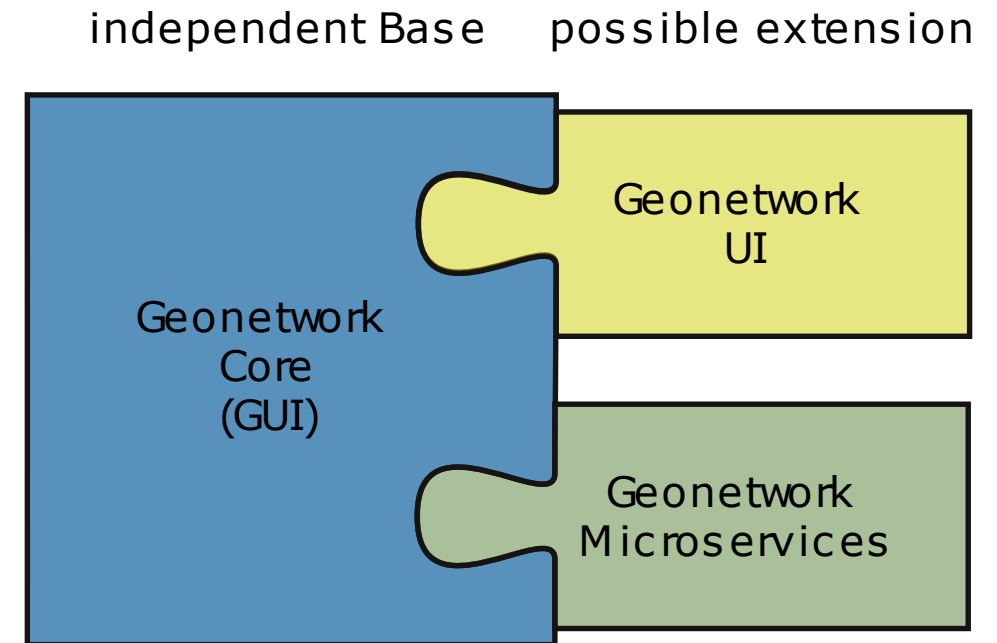 independent Base
possible extension
Geonetwork
UI
Geonetwork
Core
(GUI)
Geonetwork
Microservices